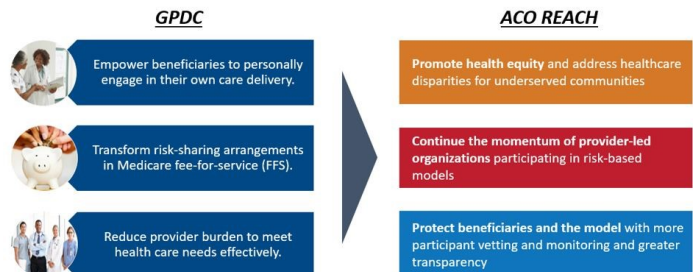 GPDC
Empower beneficiaries to personally
engage in their own care delivery.
Transform risk-sharing arrangements
in Medicare fee-for-service (FFS).
Reduce provider burden to meet
health care needs effectively.
ACO REACH
Promote health equity and address healthcare
disparities for underserved communities
Continue the momentum of provider-led
organizations participating in risk-based
models
Protect beneficiaries and the model with more
participant vetting and monitoring and greater
transparency